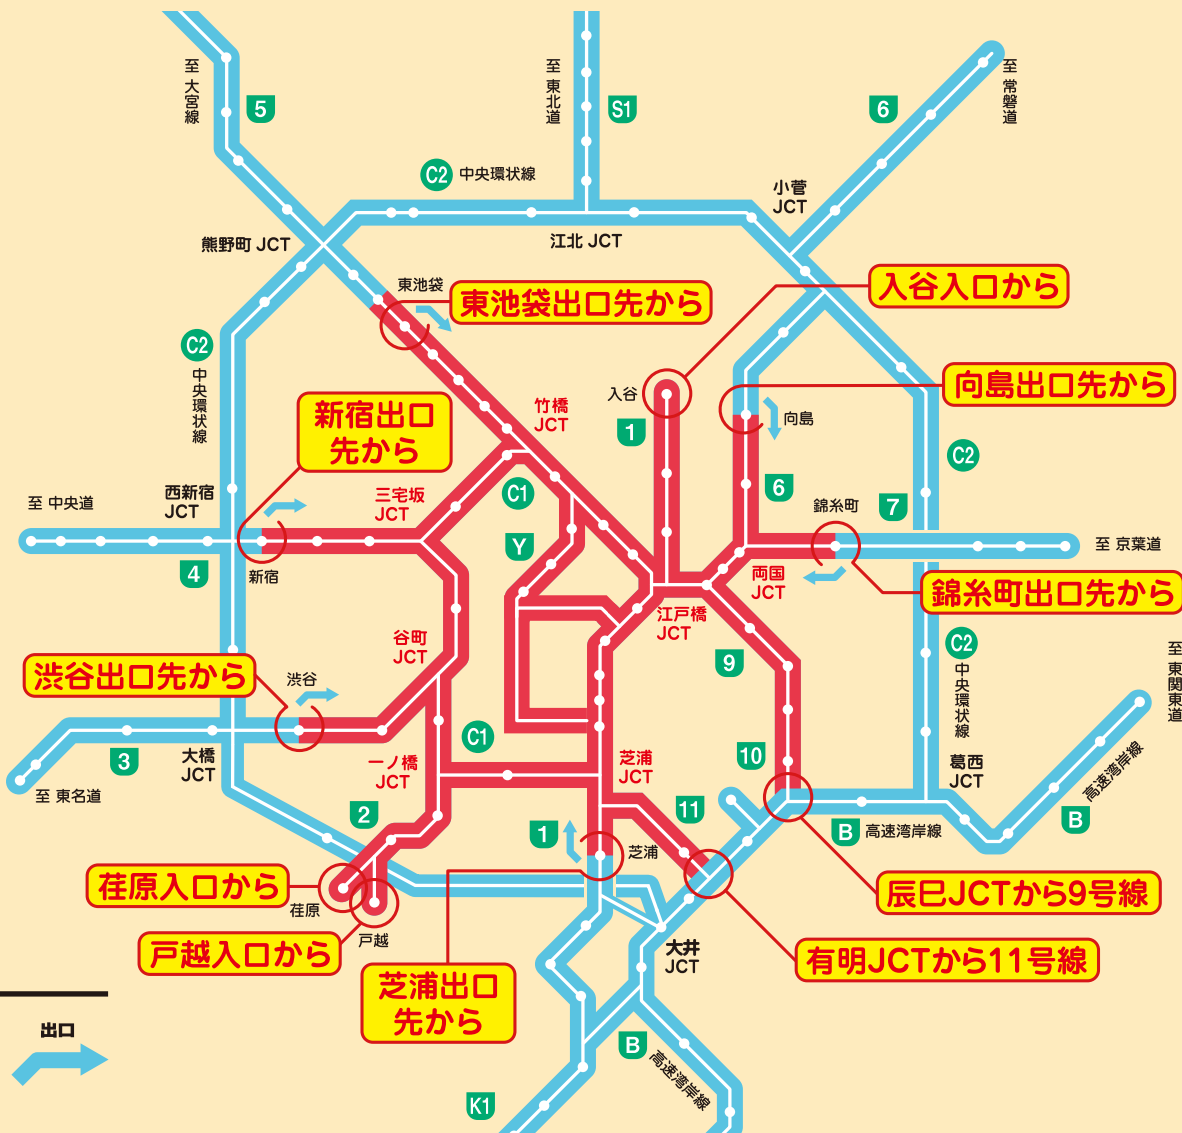 至 大宮線
5
至 東北道
S1
6
至 常磐道
C2 中央環状線
小菅
JCT
熊野町 JCT
江北 JCT
東池袋
東池袋出口先から
入谷入口から
C2
中央環状線
新宿出口
先から
竹橋
JCT
入谷
1
向島出口先から
向島
C2
西新宿
JCT
至 中央道
4
新宿
三宅坂
JCT
C1
Y
6
錦糸町
7
至 京葉道
両国
JCT
錦糸町出口先から
江戸橋
JCT
谷町
JCT
9
C2
中央環状線
至 東関東道
渋谷出口先から
渋谷
3
大橋
JCT
至 東名道
C1
一ノ橋
JCT
芝浦
JCT
10
葛西
JCT
高速湾岸線
B
2
1
11
芝浦
B 高速湾岸線
荏原入口から
荏原
辰巳JCTから9号線
戸越入口から
戸越
芝浦出口
先から
大井
JCT
有明JCTから11号線
出口
B
高速湾岸線
K1